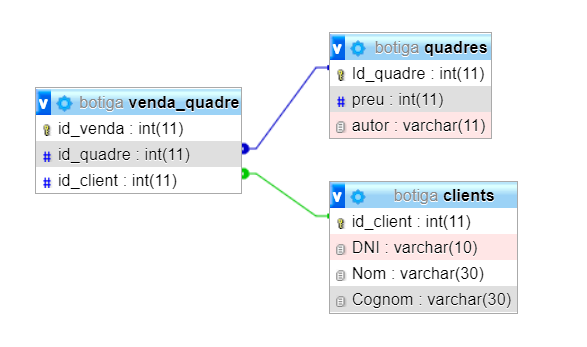 botiga venda_quadre
id_venda : int(11)
id_quadre : int(11)
id_client : int(11)
botiga quadres
Id_quadre : int(11)
preu : int(11)
autor : varchar(11)
botiga clients
id_client : int(11)
DNI : varchar(10)
Nom : varchar(30)
Cognom : varchar(30)